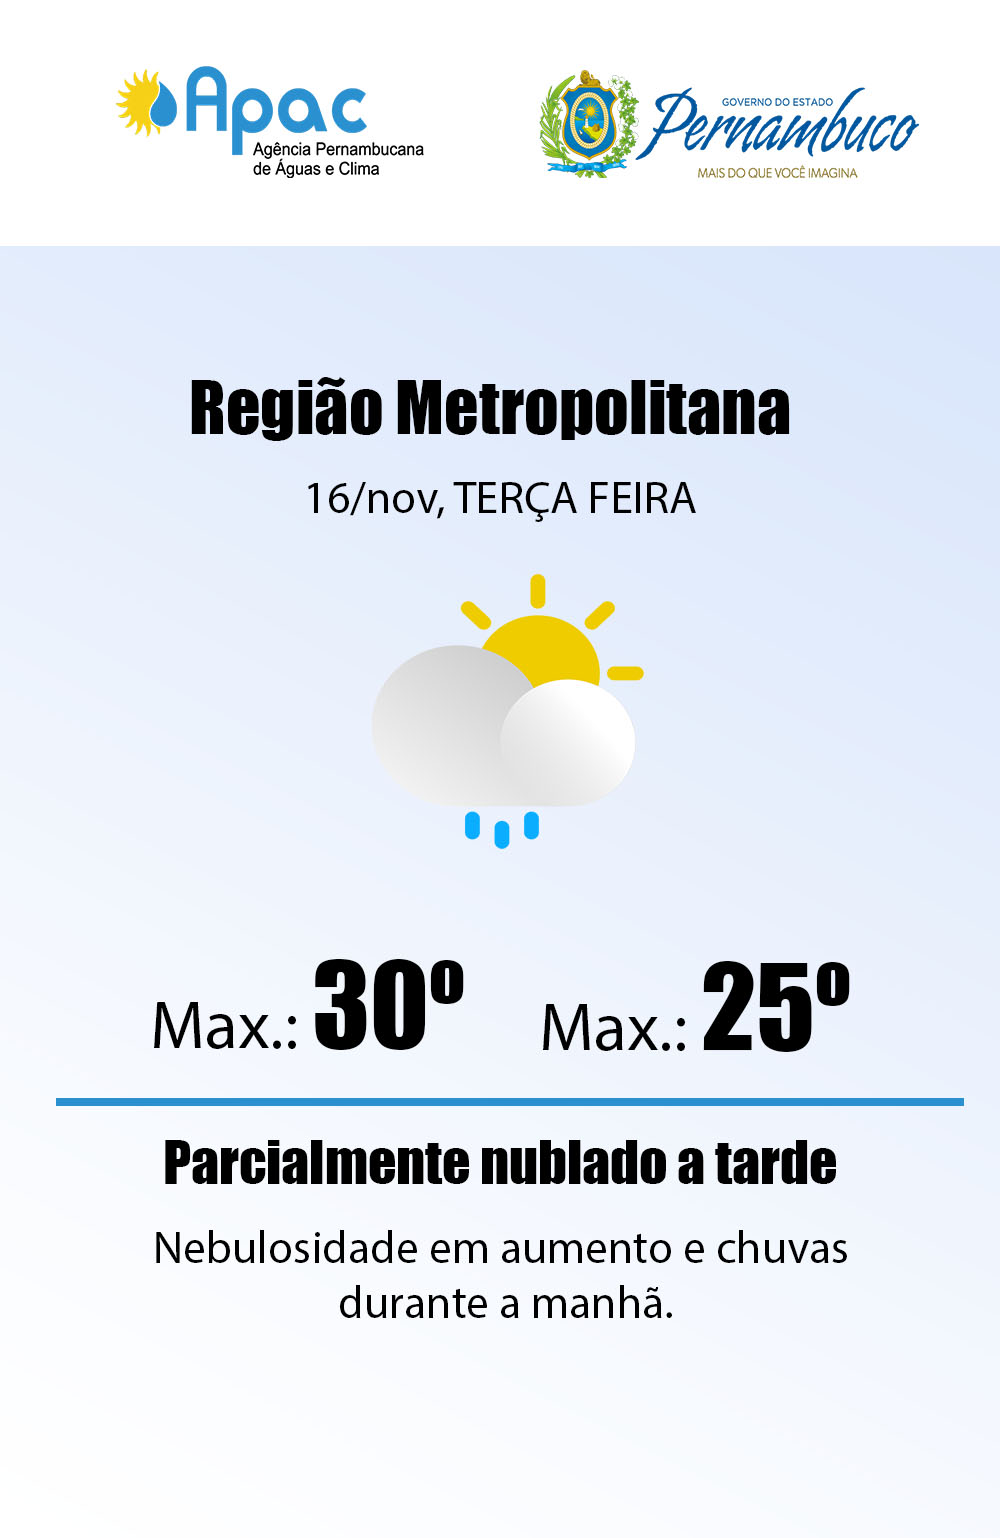 Apac
Agência Pernambucana
de Águas e Clima
GOVERNO DO ESTADO
Pernambuco
MAIS DO QUE VOCÊ IMAGINA
Região Metropolitana
16/nov, TERÇA FEIRA
Max.: 30º Max.: 25º
Parcialmente nublado a tarde
Nebulosidade em aumento e chuvas
durante a manhã.